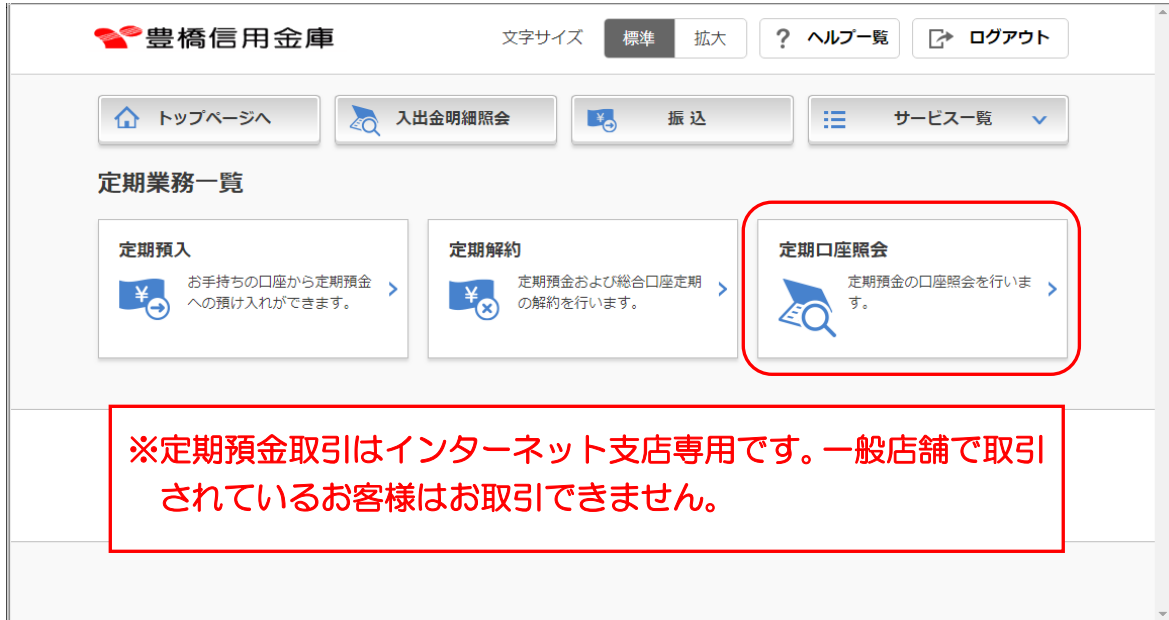 豊橋信用金庫
文字サイズ 標準 拡大 ? ヘルプ一覧 ログアウト
トップページへ 入出金明細照会 振込 サービス一覧
定期業務一覧
定期預入
お手持ちの口座から定期預金
への預け入れができます。
定期解約
定期預金および総合口座定期
の解約を行います。
定期口座照会
定期預金の口座照会を行いま
す。
※定期預金取引はインターネット支店専用です。一般店舗で取引
されているお客様はお取引できません。